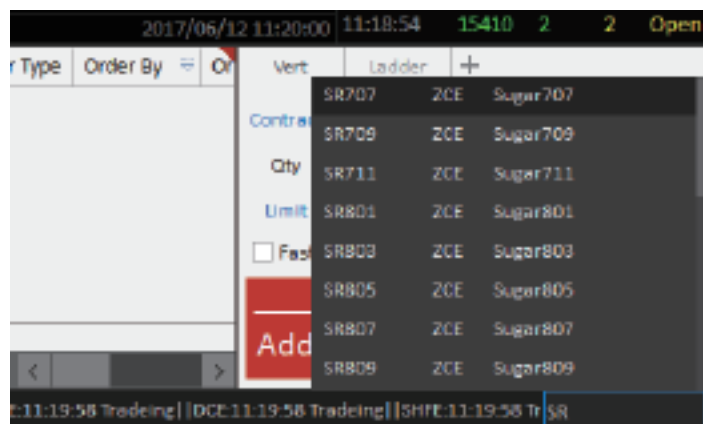 2017/06/12 11:20:00 11:18:54 15410 2 2 Open
r Type Order By Or Vert Ladder +
SR707 ZCE Sugar707
Contra
SR709 ZCE Sugar709
Qty
SR711 ZCE Sugar711
Limit
SR801 ZCE Sugar801
Fast
SR803 ZCE Sugar803
SR805 ZCE Sugar805
SR807 ZCE Sugar807
Add
SR809 ZCE Sugar809
E:11:19:58 Tradeing||DCE:11:19:58 Tradeing||SHFE:11:19:58 Tr SR